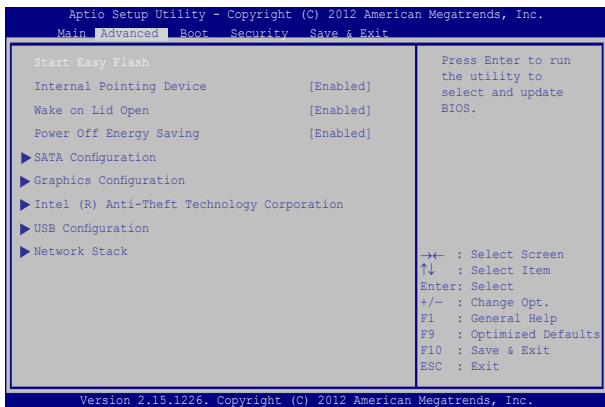 Aptio Setup Utility - Copyright (C) 2012 American Megatrends, Inc.
Main Advanced Boot Security Save & Exit
Start Easy Flash
Internal Pointing Device [Enabled]
Wake on Lid Open [Enabled]
Power Off Energy Saving [Enabled]
SATA Configuration
Graphics Configuration
Intel (R) Anti-Theft Technology Corporation
USB Configuration
Network Stack
Press Enter to run
the utility to
select and update
BIOS.
→← : Select Screen
↑↓ : Select Item
Enter: Select
+/− : Change Opt.
F1 : General Help
F9 : Optimized Defaults
F10 : Save & Exit
ESC : Exit
Version 2.15.1226. Copyright (C) 2012 American Megatrends, Inc.